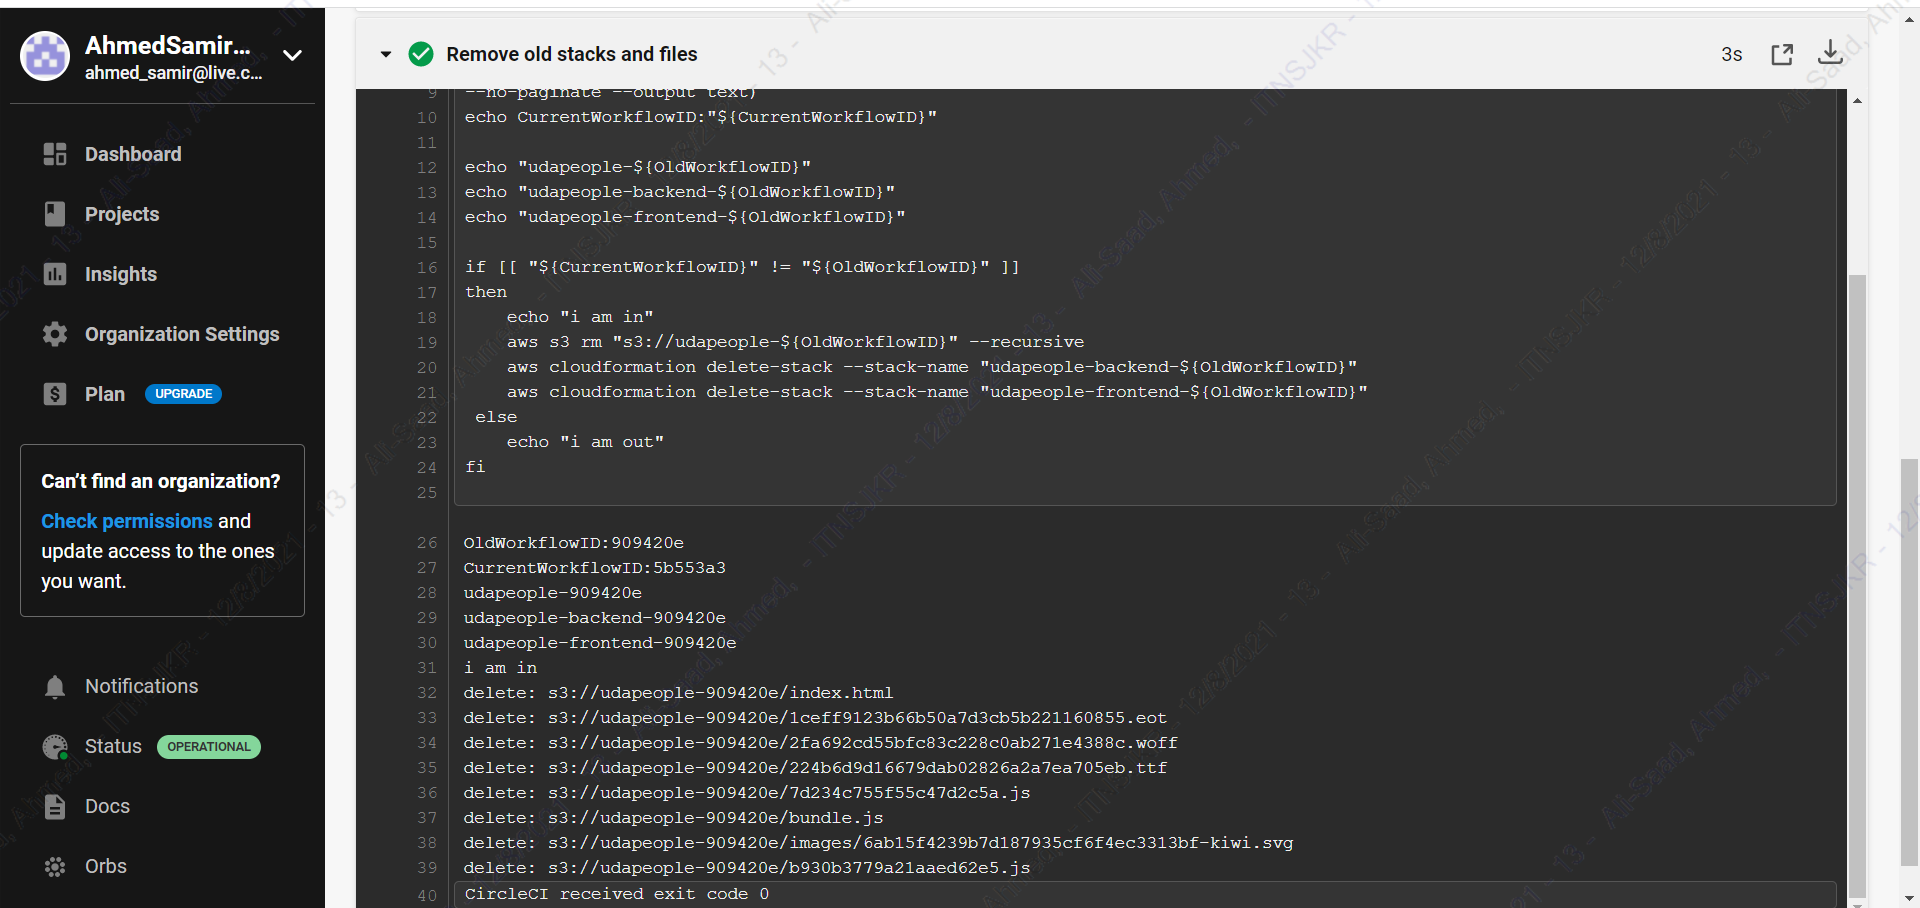 AhmedSamir...
ahmed_samir@live.c...
Dashboard
Projects
Insights
Organization Settings
Plan UPGRADE
Can't find an organization?
Check permissions and
update access to the ones
you want.
Notifications
Status OPERATIONAL
Docs
Orbs
Remove old stacks and files
3s
9 --no-paginate --output text)
10 echo CurrentWorkflowID:"${CurrentWorkflowID}"
11
12 echo "udapeople-${OldWorkflowID}"
13 echo "udapeople-backend-${OldWorkflowID}"
14 echo "udapeople-frontend-${OldWorkflowID}"
15
16 if [[ "${CurrentWorkflowID}" != "${OldWorkflowID}" ]]
17 then
18 echo "i am in"
19 aws s3 rm "s3://udapeople-${OldWorkflowID}" --recursive
20 aws cloudformation delete-stack --stack-name "udapeople-backend-${OldWorkflowID}"
21 aws cloudformation delete-stack --stack-name "udapeople-frontend-${OldWorkflowID}"
22 else
23 echo "i am out"
24 fi
25
26 OldWorkflowID:909420e
27 CurrentWorkflowID:5b553a3
28 udapeople-909420e
29 udapeople-backend-909420e
30 udapeople-frontend-909420e
31 i am in
32 delete: s3://udapeople-909420e/index.html
33 delete: s3://udapeople-909420e/1ceff9123b66b50a7d3cb5b221160855.eot
34 delete: s3://udapeople-909420e/2fa692cd55bfc83c228c0ab271e4388c.woff
35 delete: s3://udapeople-909420e/224b6d9d16679dab02826a2a7ea705eb.ttf
36 delete: s3://udapeople-909420e/7d234c755f55c47d2c5a.js
37 delete: s3://udapeople-909420e/bundle.js
38 delete: s3://udapeople-909420e/images/6ab15f4239b7d187935cf6f4ec3313bf-kiwi.svg
39 delete: s3://udapeople-909420e/b930b3779a21aaed62e5.js
40 CircleCI received exit code 0